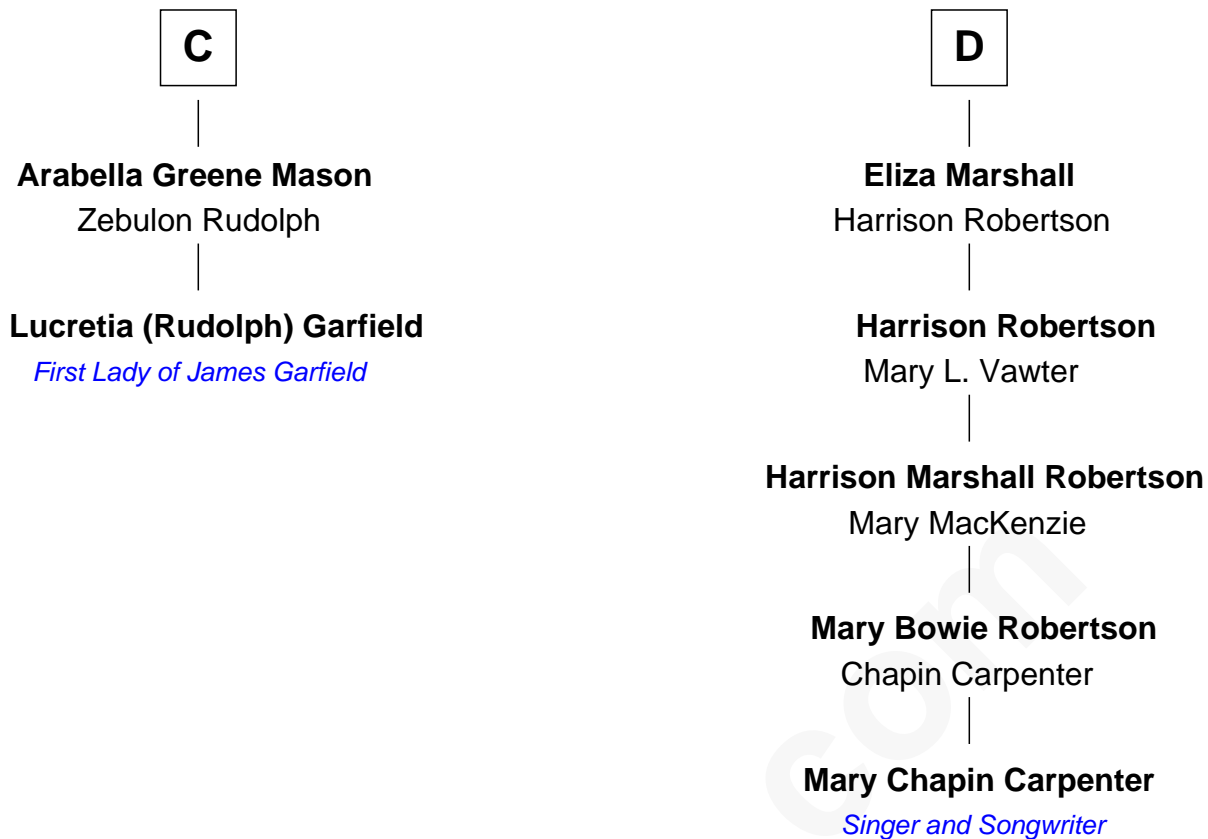 C
Arabella Greene Mason
Zebulon Rudolph
Lucretia (Rudolph) Garfield
First Lady of James Garfield
D
Eliza Marshall
Harrison Robertson
Harrison Robertson
Mary L. Vawter
Harrison Marshall Robertson
Mary MacKenzie
Mary Bowie Robertson
Chapin Carpenter
Mary Chapin Carpenter
Singer and Songwriter
com